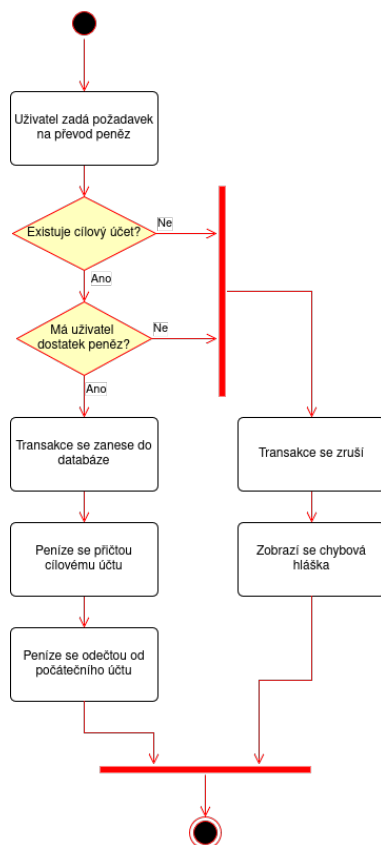 Uživatel zadá požadavek
na převod peněz
Existuje cílový účet?
Ne
Ano
Má uživatel
dostatek peněz?
Ne
Ano
Transakce se zanese do
databáze
Transakce se zruší
Peníze se přičtou
cílovému účtu
Zobrazí se chybová
hláška
Peníze se odečtou od
počátečního účtu